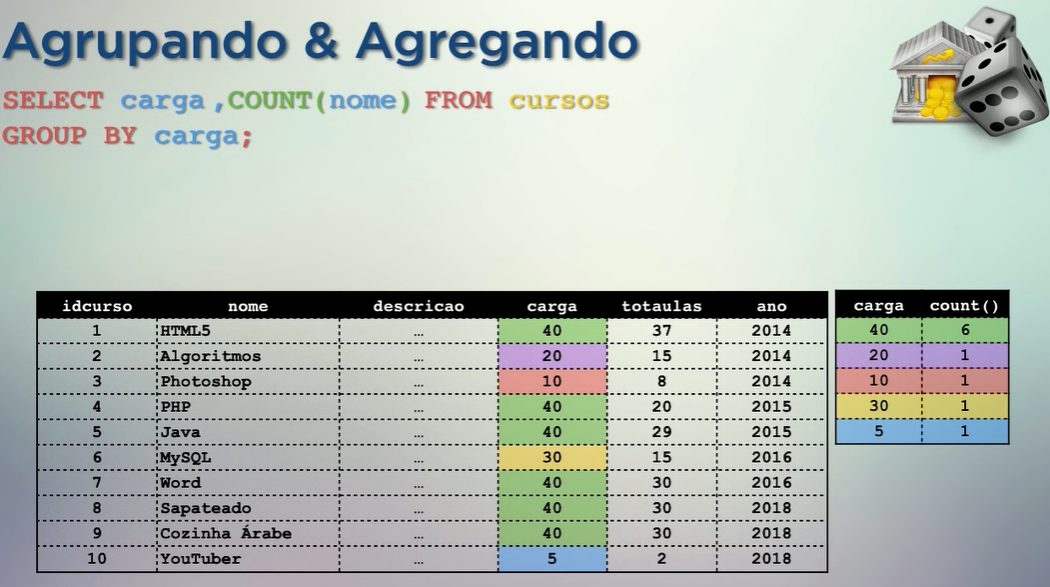 Agrupando & Agregando
SELECT carga ,COUNT(nome) FROM cursos
GROUP BY carga;
idcurso nome descricao carga totaulas ano
1 HTML5 … 40 37 2014
2 Algoritmos … 20 15 2014
3 Photoshop … 10 8 2014
4 PHP … 40 20 2015
5 Java … 40 29 2015
6 MySQL … 30 15 2016
7 Word … 40 30 2016
8 Sapateado … 40 30 2018
9 Cozinha Árabe … 40 30 2018
10 YouTuber … 5 2 2018
carga count()
40 6
20 1
10 1
30 1
5 1